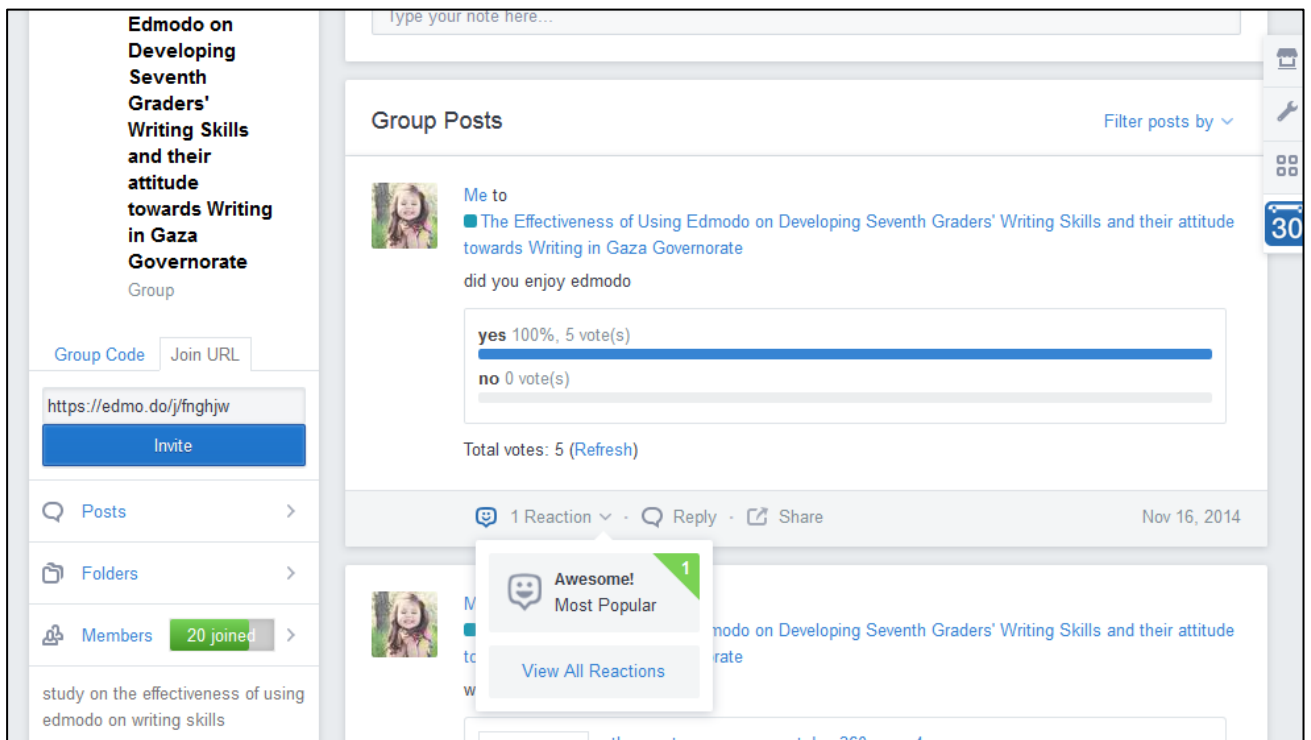 Edmodo on
Developing
Seventh
Graders'
Writing Skills
and their
attitude
towards Writing
in Gaza
Governorate
Group
Group Code
Join URL
https://edmo.do/j/fnghjw
Invite
Posts
Folders
Members
20 joined
study on the effectiveness of using
edmodo on writing skills
Type your note here...
Group Posts
Filter posts by
Me to
The Effectiveness of Using Edmodo on Developing Seventh Graders' Writing Skills and their attitude
towards Writing in Gaza Governorate
did you enjoy edmodo
yes 100%, 5 vote(s)
no 0 vote(s)
Total votes: 5 (Refresh)
1 Reaction · Reply · Share
Nov 16, 2014
Awesome!
1
Most Popular
View All Reactions
on Developing Seventh Graders' Writing Skills and their attitude
30